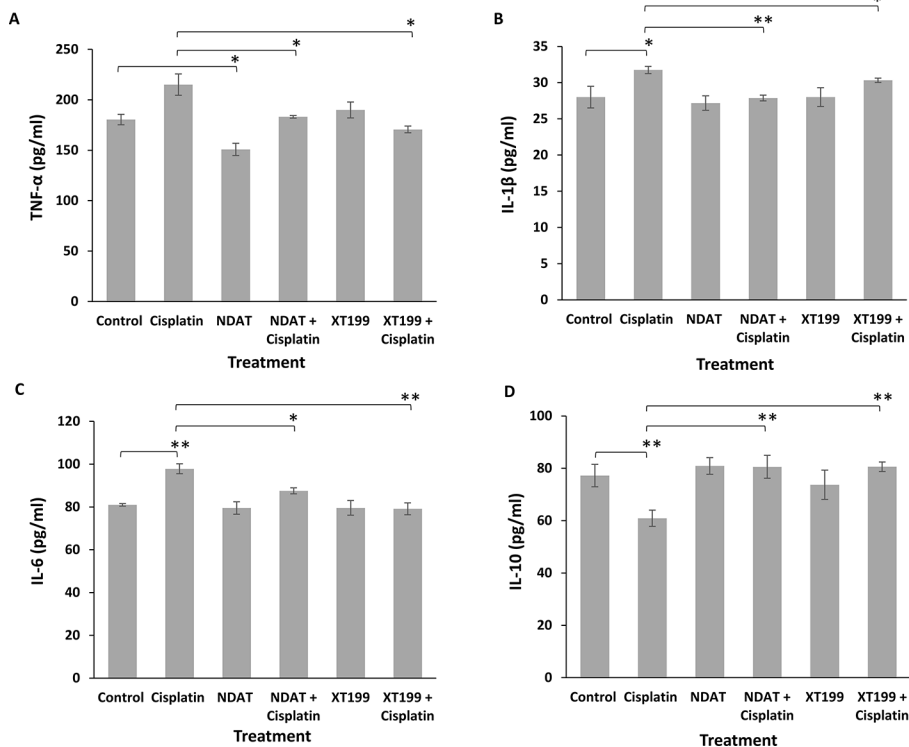 A
*
*
*
250
200
150
100
50
0
TNF-α (pg/ml)
Control Cisplatin NDAT NDAT + XT199 XT199 +
Cisplatin Cisplatin
Treatment
B
*
**
*
35
30
25
20
15
10
5
0
IL-1β (pg/ml)
Control Cisplatin NDAT NDAT + XT199 XT199 +
Cisplatin Cisplatin
Treatment
C
**
*
**
120
100
80
60
40
20
0
IL-6 (pg/ml)
Control Cisplatin NDAT NDAT + XT199 XT199 +
Cisplatin Cisplatin
Treatment
D
**
**
**
100
80
60
40
20
0
IL-10 (pg/ml)
Control Cisplatin NDAT NDAT + XT199 XT199 +
Cisplatin Cisplatin
Treatment